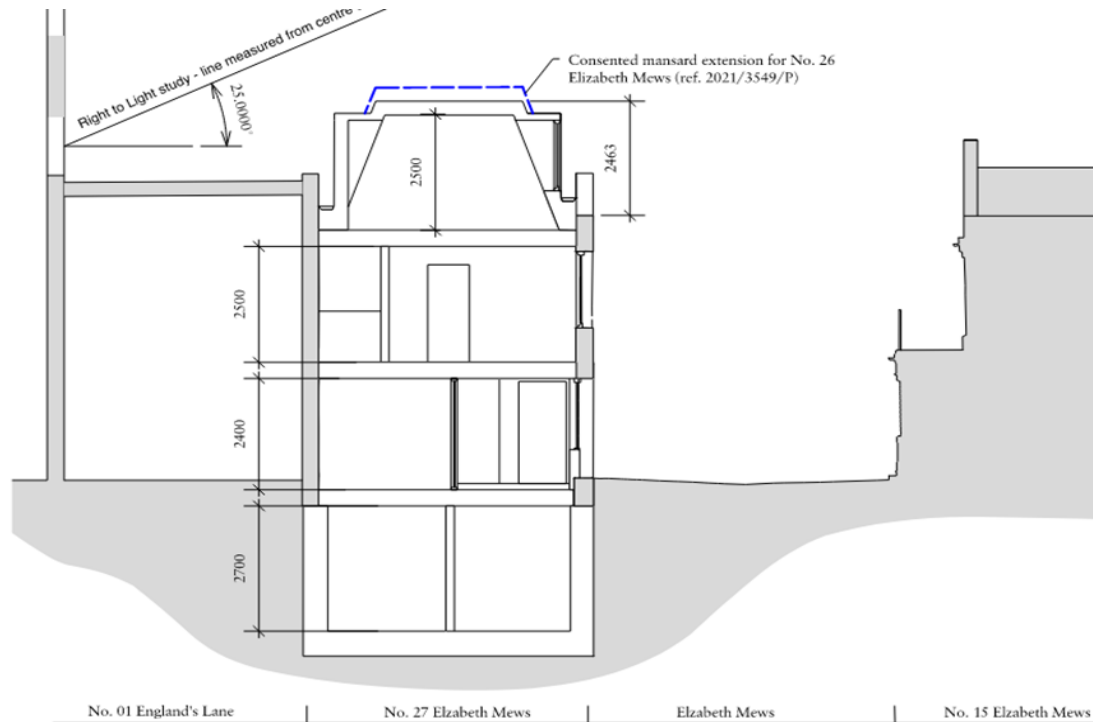 Right to Light study - line measured from centre
25.0000°
Consented mansard extension for No. 26
Elizabeth Mews (ref. 2021/3549/P)
2463
2500
2500
2400
2700
No. 01 England's Lane
No. 27 Elzabeth Mews
Elzabeth Mews
No. 15 Elzabeth Mews